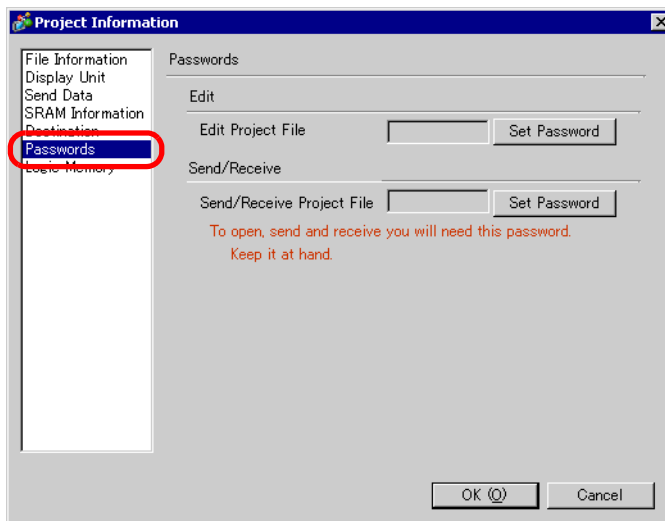 Project Information
File Information
Display Unit
Send Data
SRAM Information
Destination
Passwords
Logic Memory
Passwords
Edit
Edit Project File
Set Password
Send/Receive
Send/Receive Project File
Set Password
To open, send and receive you will need this password.
Keep it at hand.
OK (O)
Cancel